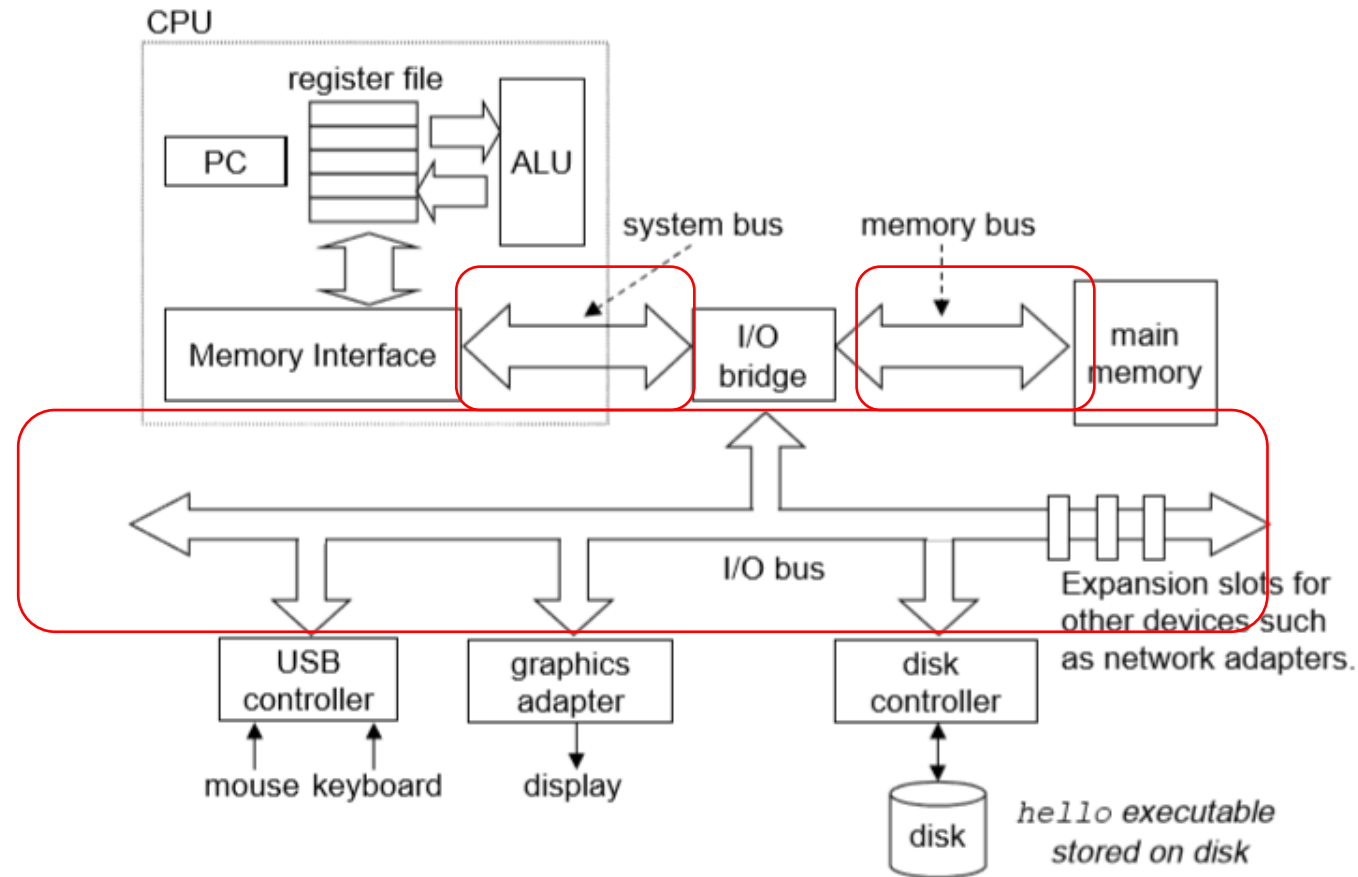 CPU
register file
PC
ALU
system bus
memory bus
Memory Interface
I/O
bridge
main
memory
I/O bus
Expansion slots for
other devices such
as network adapters.
USB
controller
graphics
adapter
disk
controller
mouse keyboard
display
disk
hello executable
stored on disk